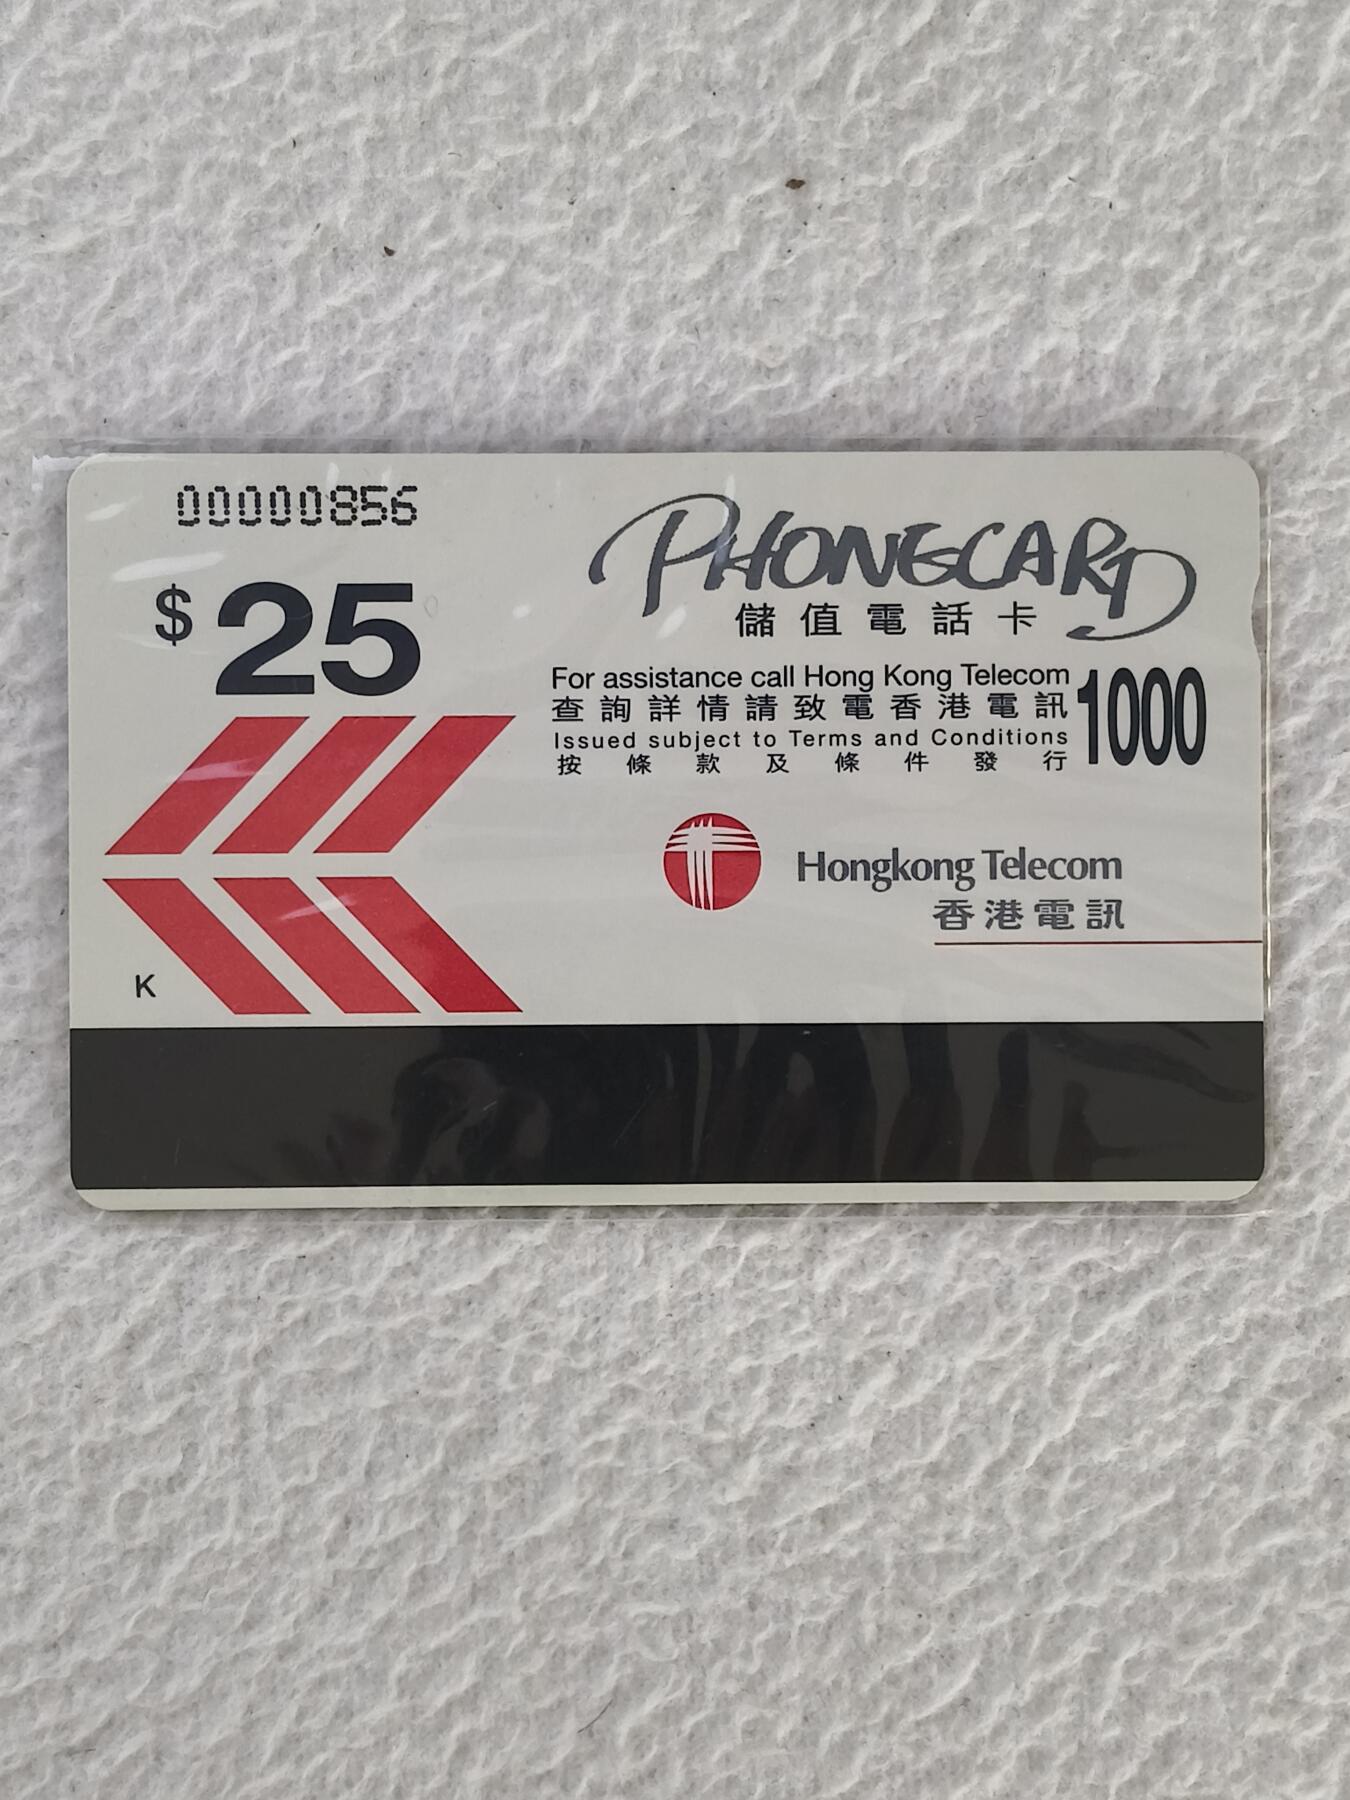 00000856
$25
PHONECARD
儲值電話卡
For assistance call Hong Kong Telecom
查詢詳情請致電香港電訊
1000
Issued subject to Terms and Conditions
按條款及條件發行
Hongkong Telecom
香港電訊
K